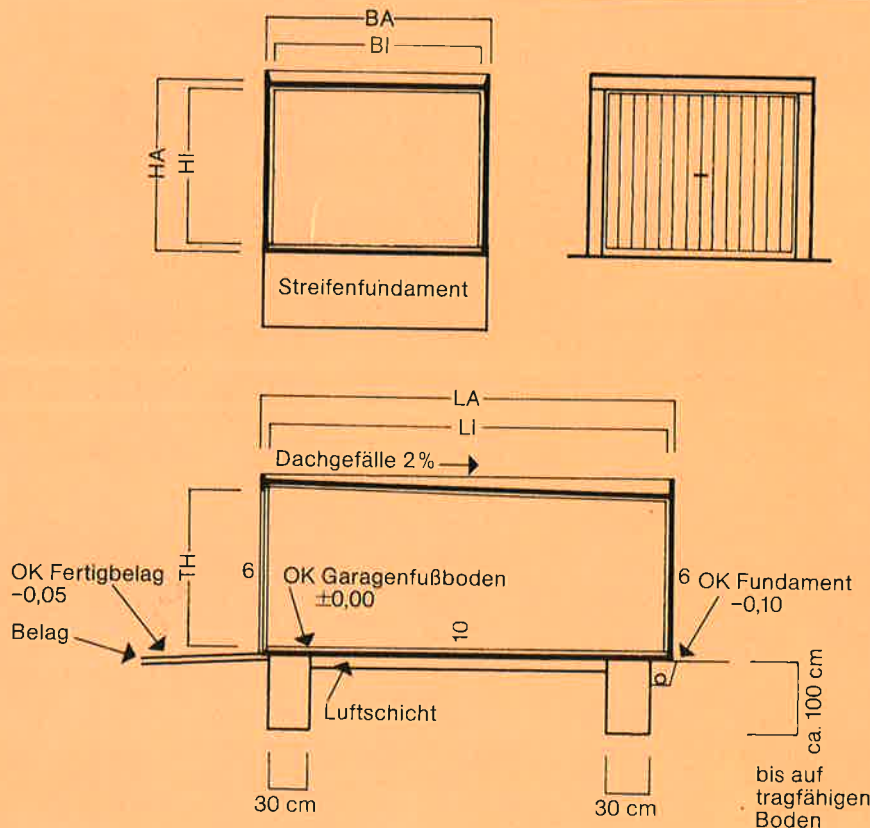 BA
BI
HA
HI
Streifenfundament
LA
LI
Dachgefälle 2%
TH
6
OK Fertigbelag
-0,05
Belag
OK Garagenfußboden
±0,00
10
6
OK Fundament
-0,10
Luftschicht
ca. 100 cm
30 cm
30 cm
bis auf
tragfähigen
Boden